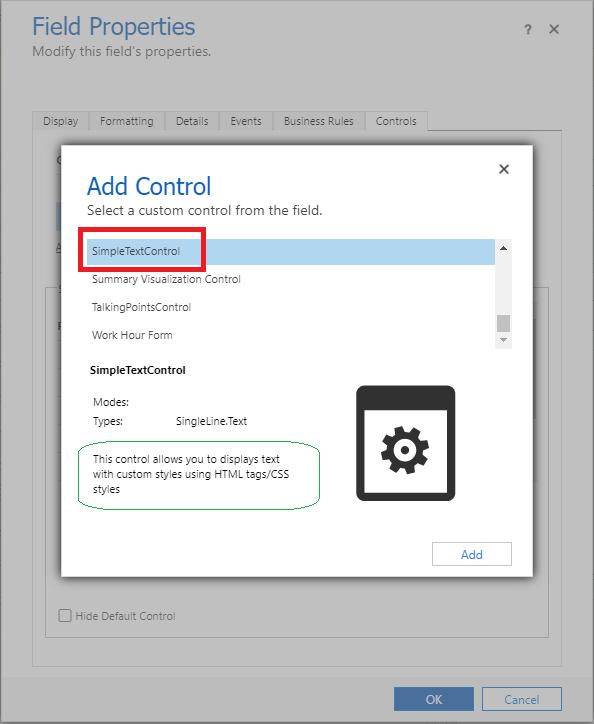 Field Properties
Modify this field's properties.
?
Display Formatting Details Events Business Rules Controls
Add Control
Select a custom control from the field.
SimpleTextControl
Summary Visualization Control
TalkingPointsControl
Work Hour Form
SimpleTextControl
Modes:
Types: SingleLine.Text
This control allows you to displays text
with custom styles using HTML tags/CSS
styles
Add
Hide Default Control
OK Cancel